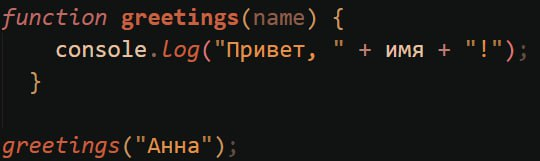 function greetings(name) {
    console.log("Привет, " + имя + "!");
  }

greetings("Анна");